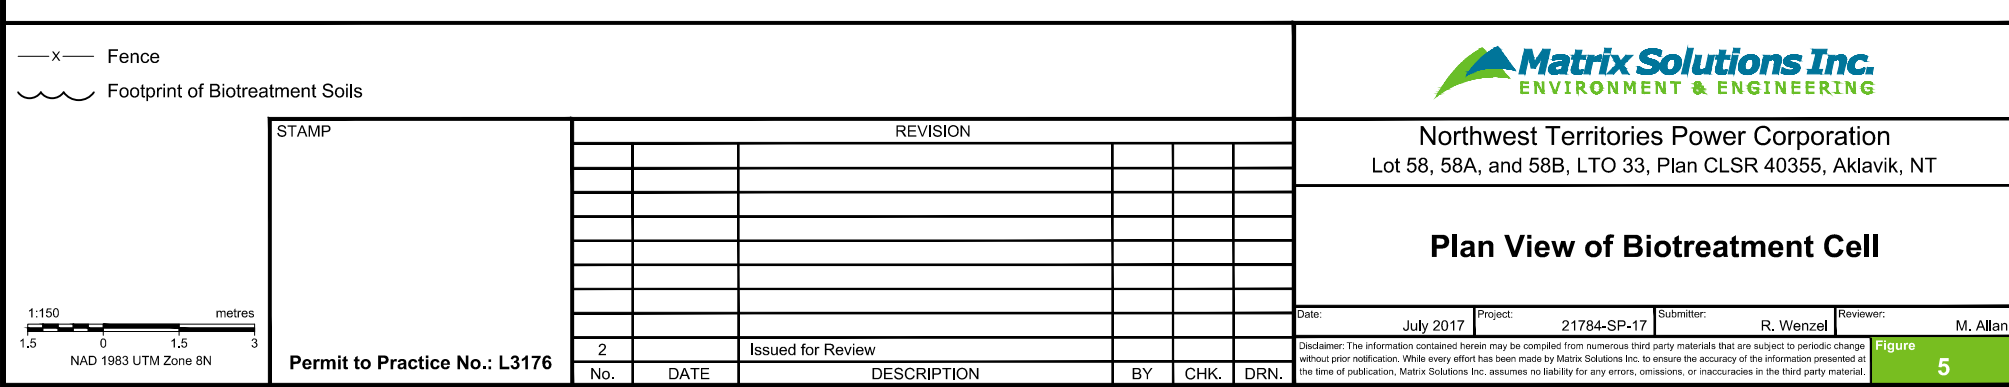 X Fence
Footprint of Biotreatment Soils
1:150 metres
1.5 0 1.5 3
NAD 1983 UTM Zone 8N
STAMP
Permit to Practice No.: L3176
REVISION
2 Issued for Review
No. DATE DESCRIPTION BY CHK. DRN.
Matrix Solutions Inc.
ENVIRONMENT & ENGINEERING
Northwest Territories Power Corporation
Lot 58, 58A, and 58B, LTO 33, Plan CLSR 40355, Aklavik, NT
Plan View of Biotreatment Cell
Date: July 2017 Project: 21784-SP-17 Submitter: R. Wenzel Reviewer: M. Allan
Disclaimer: The information contained herein may be compiled from numerous third party materials that are subject to periodic change
without prior notification. While every effort has been made by Matrix Solutions Inc. to ensure the accuracy of the information presented at
the time of publication, Matrix Solutions Inc. assumes no liability for any errors, omissions, or inaccuracies in the third party material.
Figure
5